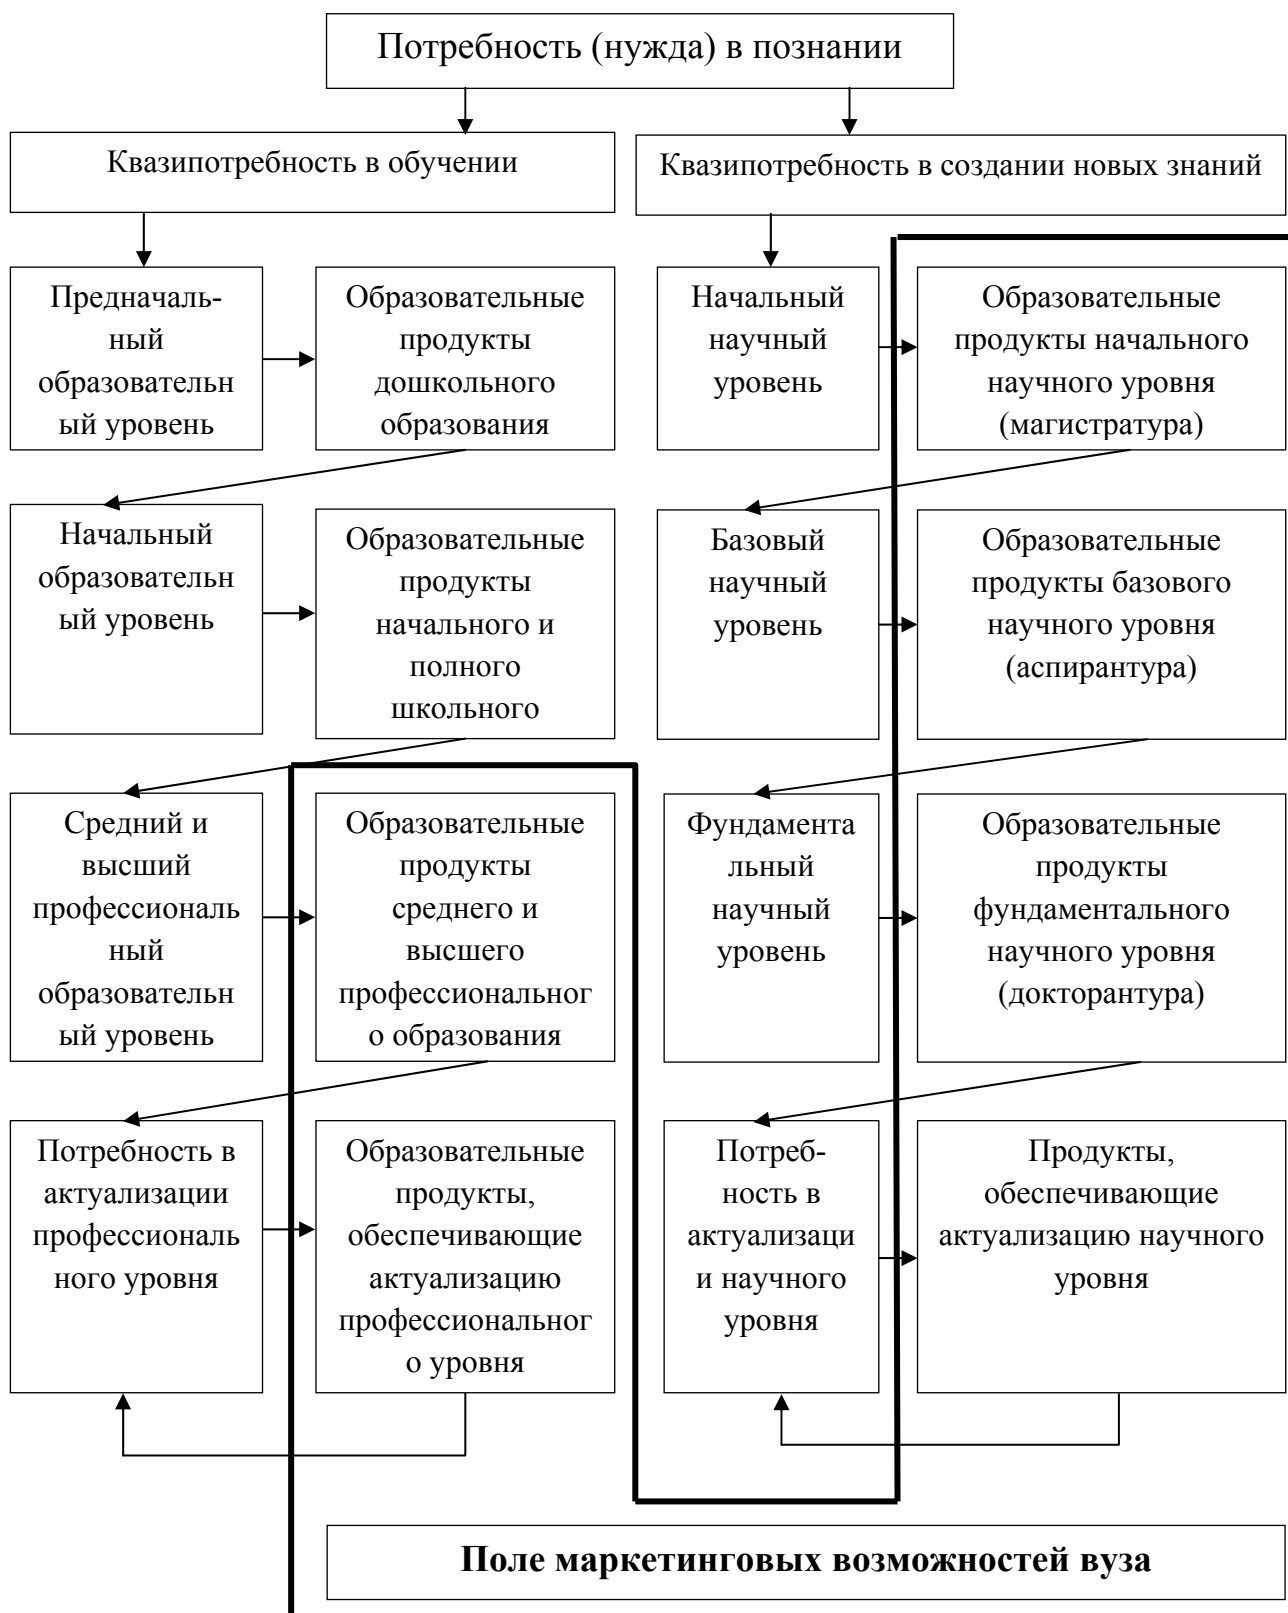 Потребность (нужда) в познании
Квазипотребность в обучении
Квазипотребность в создании новых знаний
Предначаль-
ный
образовательн
ый уровень
Образовательные
продукты
дошкольного
образования
Начальный
научный
уровень
Образовательные
продукты начального
научного уровня
(магистратура)
Начальный
образовательн
ый уровень
Образовательные
продукты
начального и
полного
школьного
Базовый
научный
уровень
Образовательные
продукты базового
научного уровня
(аспирантура)
Средний и
высший
профессиональ
ный
образовательн
ый уровень
Образовательные
продукты
среднего и
высшего
профессиональног
о образования
Фундамента
льный
научный
уровень
Образовательные
продукты
фундаментального
научного уровня
(докторантура)
Потребность в
актуализации
профессиональ
ного уровня
Образовательные
продукты,
обеспечивающие
актуализацию
профессиональног
о уровня
Потреб-
ность в
актуализаци
и научного
уровня
Продукты,
обеспечивающие
актуализацию научного
уровня
Поле маркетинговых возможностей вуза